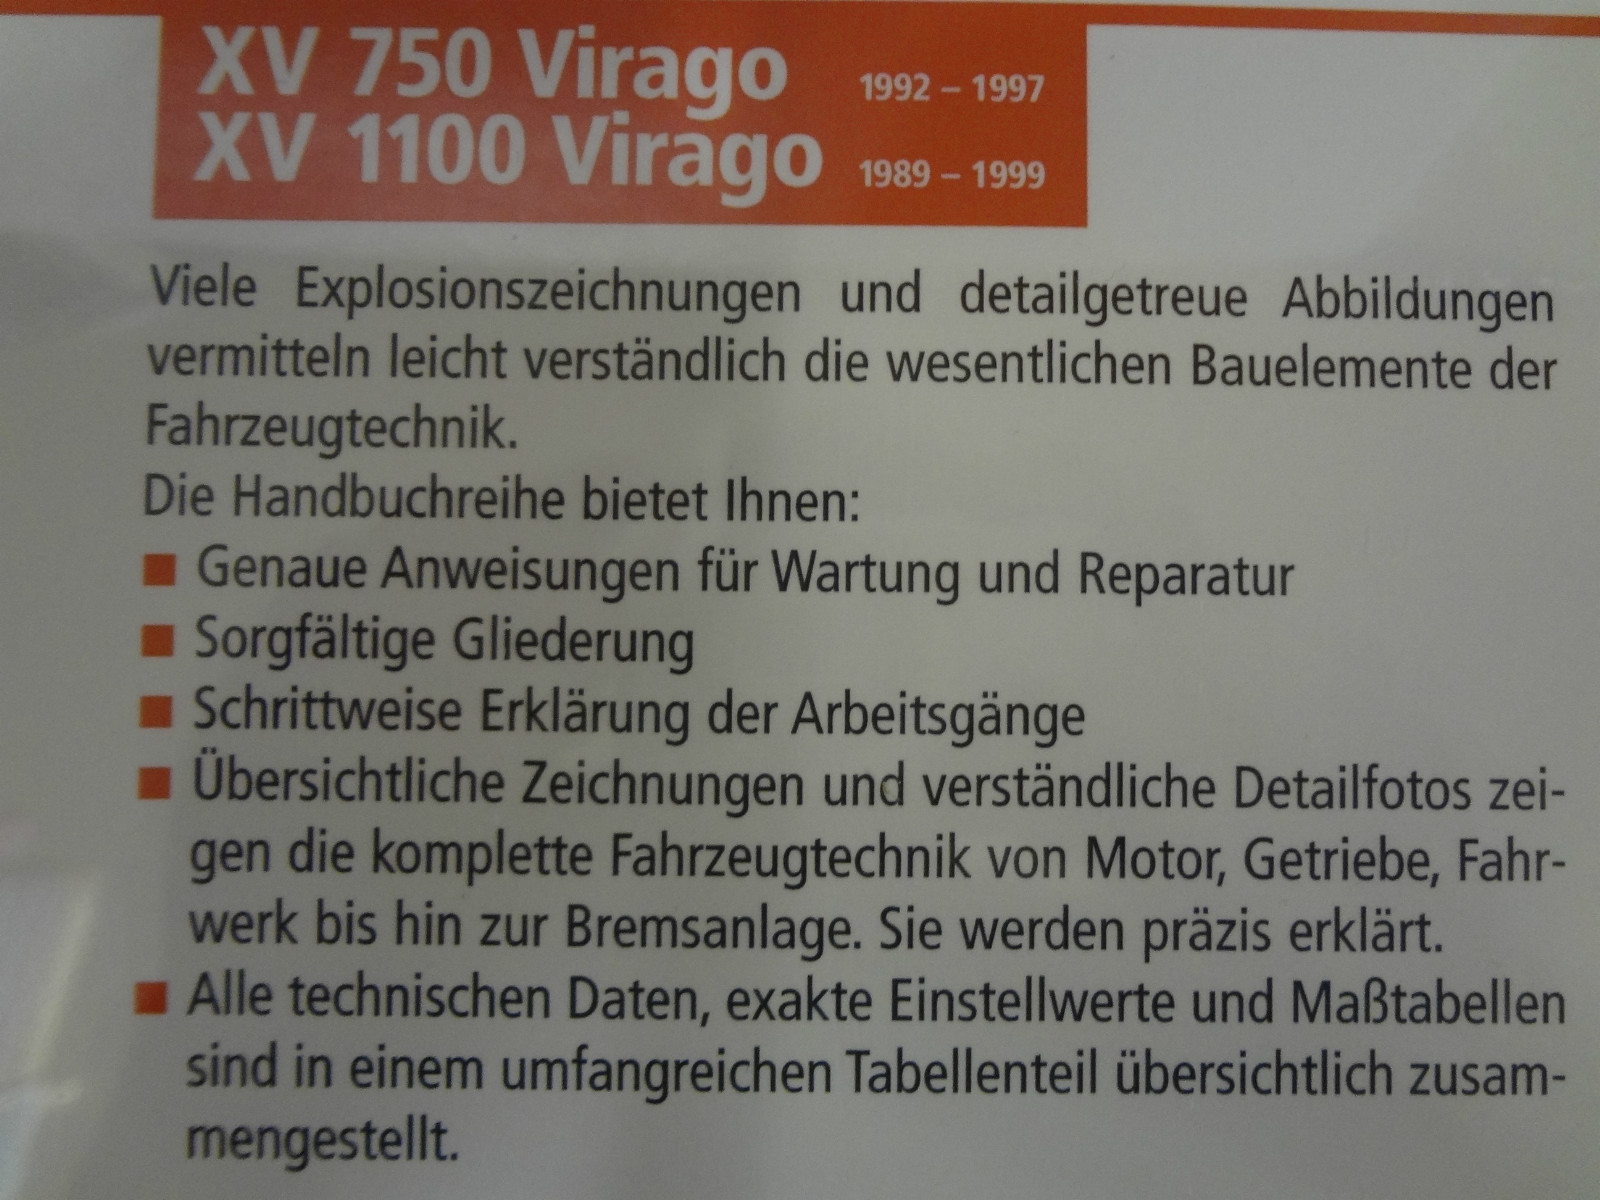 XV 750 Virago 1992 – 1997
XV 1100 Virago 1989 – 1999
Viele Explosionszeichnungen und detailgetreue Abbildungen
vermitteln leicht verständlich die wesentlichen Bauelemente der
Fahrzeugtechnik.
Die Handbuchreihe bietet Ihnen:
■ Genaue Anweisungen für Wartung und Reparatur
■ Sorgfältige Gliederung
■ Schrittweise Erklärung der Arbeitsgänge
■ Übersichtliche Zeichnungen und verständliche Detailfotos zei-
gen die komplette Fahrzeugtechnik von Motor, Getriebe, Fahr-
werk bis hin zur Bremsanlage. Sie werden präzis erklärt.
■ Alle technischen Daten, exakte Einstellwerte und Maßtabellen
sind in einem umfangreichen Tabellenteil übersichtlich zusam-
mengestellt.